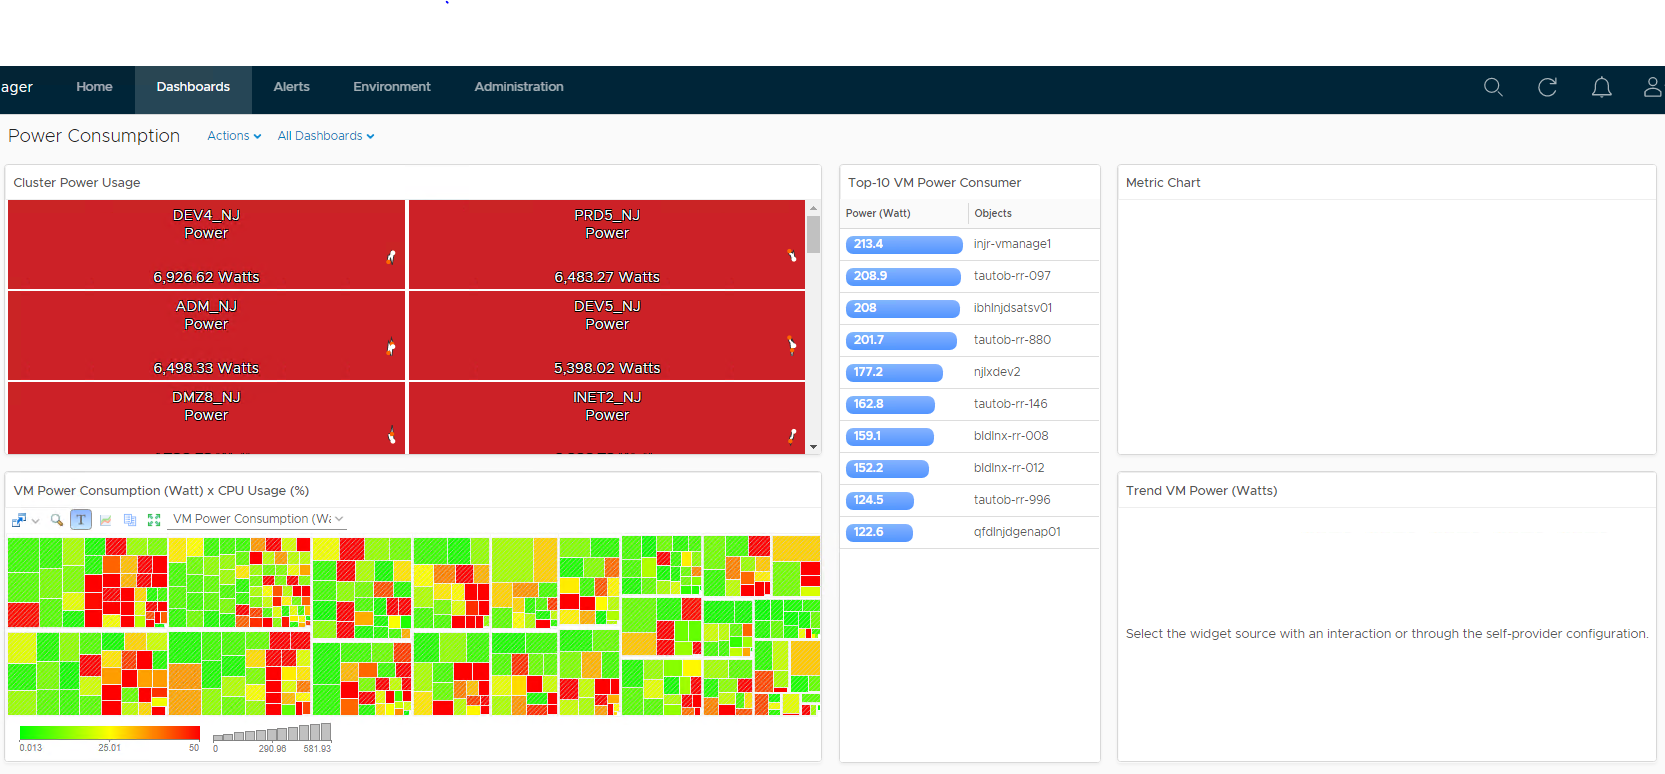 ager Home Dashboards Alerts Environment Administration
Power Consumption Actions All Dashboards
Cluster Power Usage
DEV4_NJ
Power
6,926.62 Watts
PRD5_NJ
Power
6,483.27 Watts
ADM_NJ
Power
6,498.33 Watts
DEV5_NJ
Power
5,398.02 Watts
DMZ8_NJ
Power
INET2_NJ
Power
VM Power Consumption (Watt) x CPU Usage (%)
T VM Power Consumption (Wa
0.013 25.01 50
0 290.96 581.93
Top-10 VM Power Consumer
Power (Watt) Objects
213.4 injr-vmanage1
208.9 tautob-rr-097
208 ibhlnjdsatsv01
201.7 tautob-rr-880
177.2 njlxdev2
162.8 tautob-rr-146
159.1 bldlnx-rr-008
152.2 bldlnx-rr-012
124.5 tautob-rr-996
122.6 qfdlnjdgenap01
Metric Chart
Trend VM Power (Watts)
Select the widget source with an interaction or through the self-provider configuration.